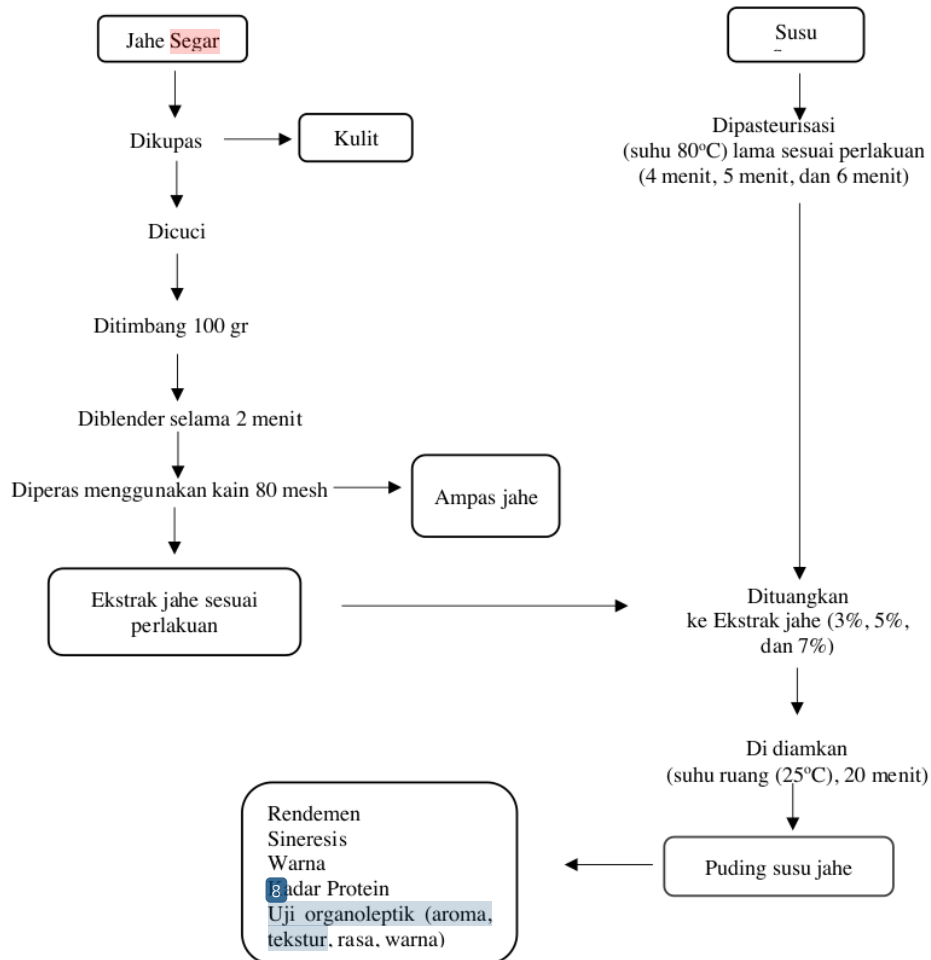 Jahe Segar
Dikupas
Kulit
Dicuci
Ditimbang 100 gr
Diblender selama 2 menit
Diperas menggunakan kain 80 mesh
Ampas jahe
Ekstrak jahe sesuai
perlakuan
Susu
Dipasteurisasi
(suhu 80°C) lama sesuai perlakuan
(4 menit, 5 menit, dan 6 menit)
Dituangkan
ke Ekstrak jahe (3%, 5%,
dan 7%)
Di diamkan
(suhu ruang (25°C), 20 menit)
Puding susu jahe
Rendemen
Sineresis
Warna
8
Kadar Protein
Uji organoleptik (aroma,
tekstur, rasa, warna)